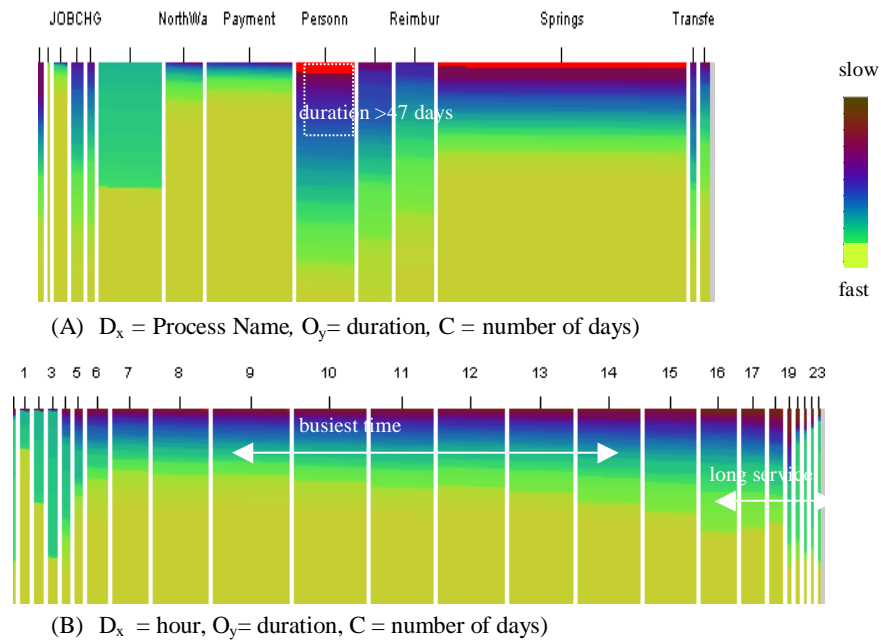 JOBCHG NorthWa Payment Personn Reimbur Springs Transfe
slow
duration >47 days
fast
(A) Dx = Process Name, Oy= duration, C = number of days)
1 3 5 6 7 8 9 10 11 12 13 14 15 16 17 19 23
busiest time
long service
(B) Dx = hour, Oy= duration, C = number of days)